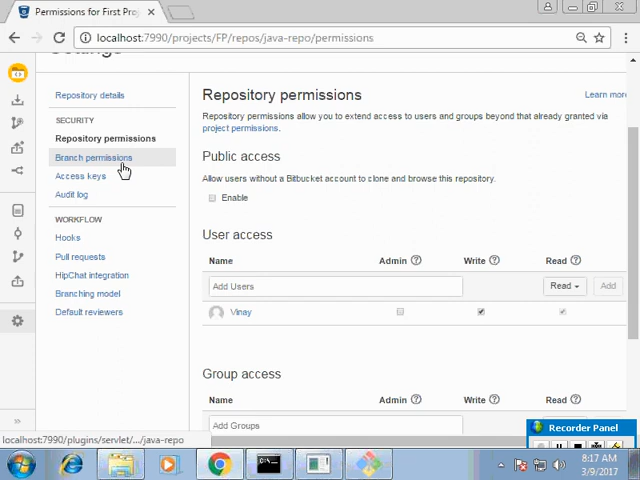 Permissions for First Pro
localhost:7990/projects/FP/repos/java-repo/permissions
Repository details
SECURITY
Repository permissions
Branch permissions
Access keys
Audit log
WORKFLOW
Hooks
Pull requests
HipChat integration
Branching model
Default reviewers
Repository permissions
Learn more
Repository permissions allow you to extend access to users and groups beyond that already granted via
project permissions.
Public access
Allow users without a Bitbucket account to clone and browse this repository.
Enable
User access
Name Admin Write Read
Add Users Read Add
Vinay
Group access
Name Admin Write Read
Add Groups
localhost:7990/plugins/servlet/.../java-repo
Recorder Panel
8:17 AM
3/9/2017